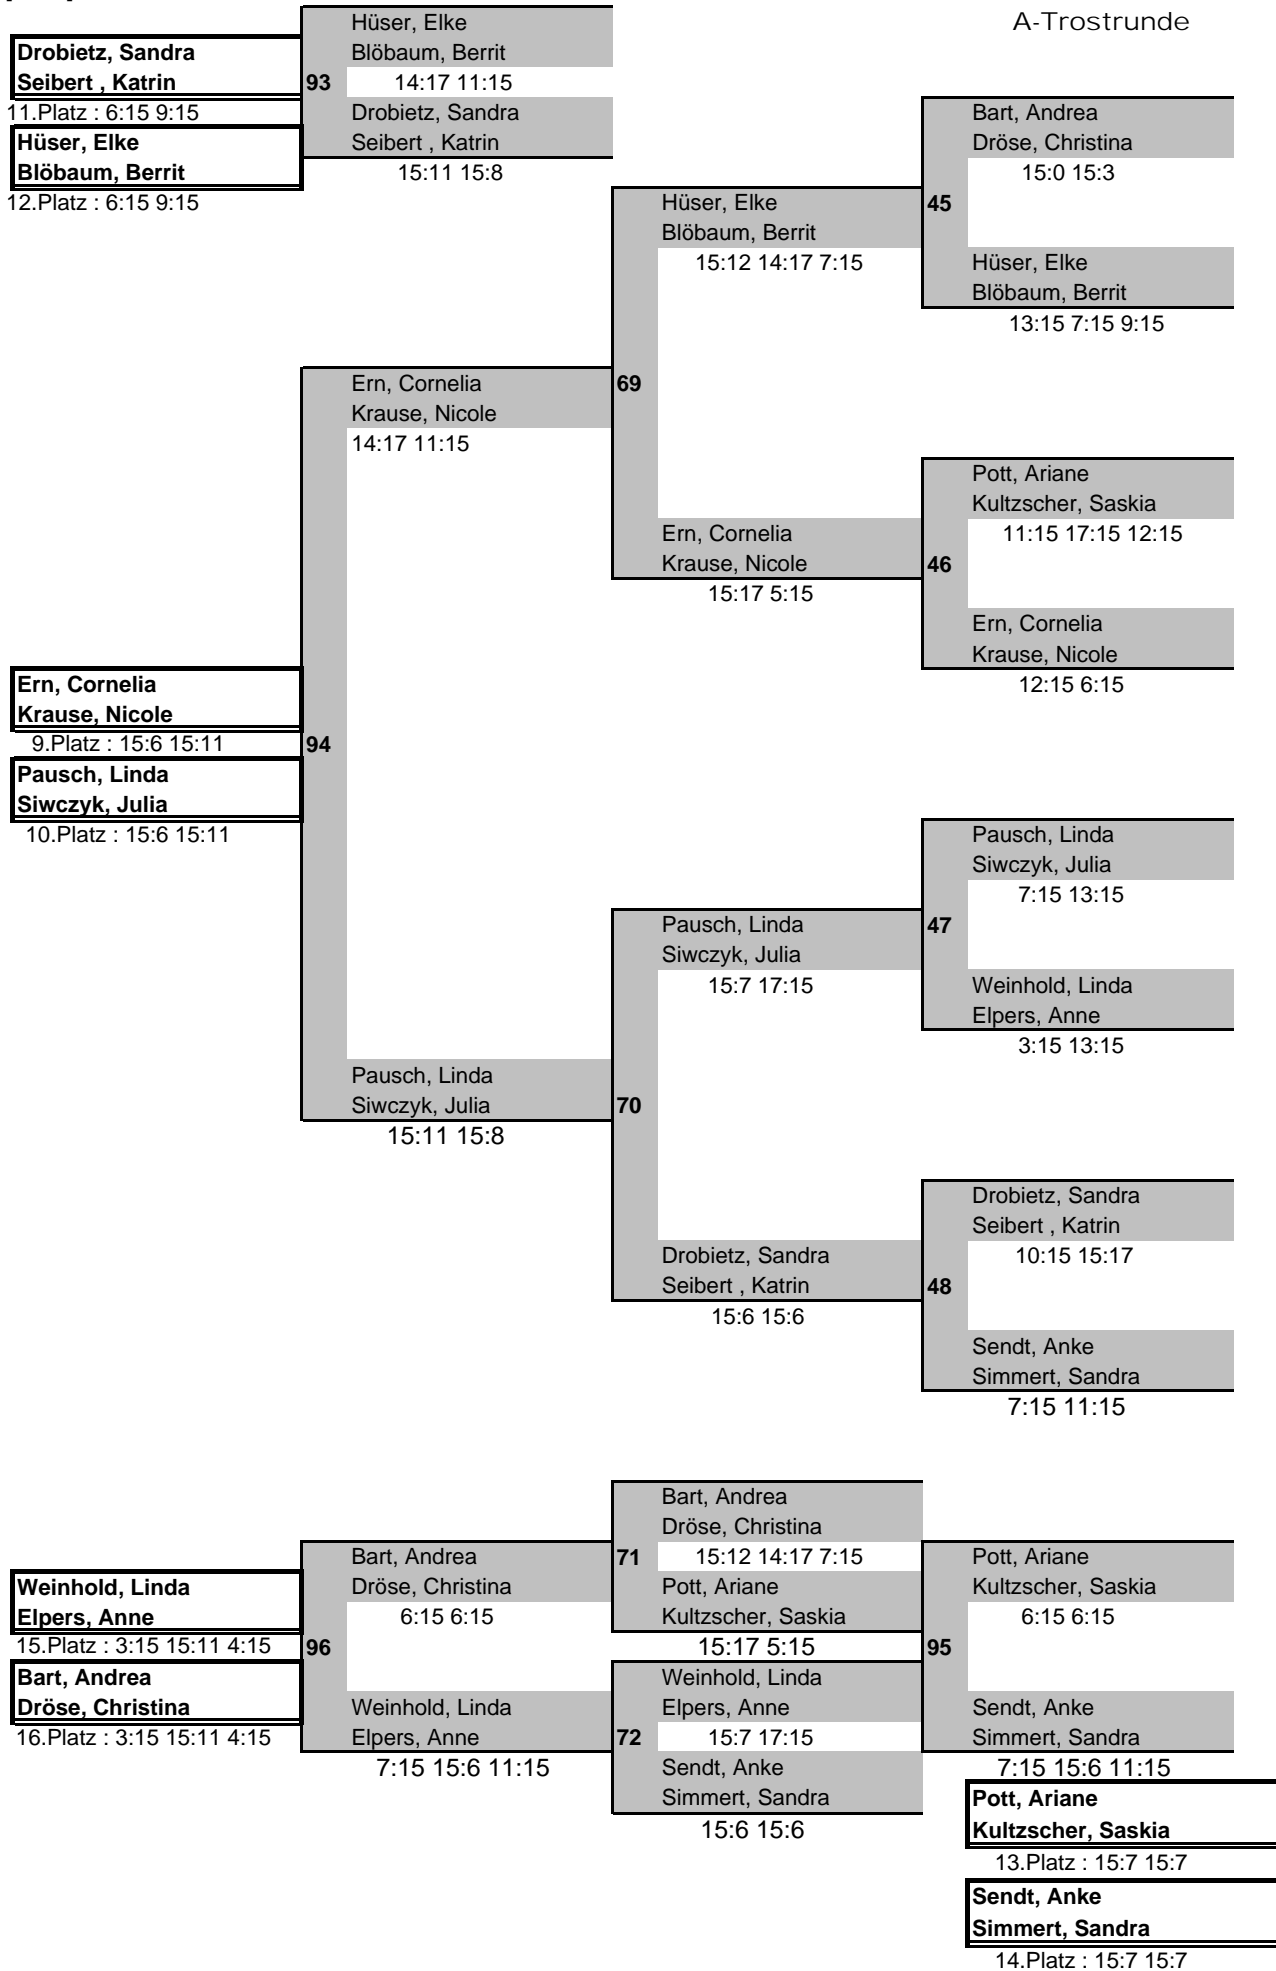 A-Trostrunde
Hüser, Elke
Blöbaum, Berrit
93
14:17 11:15
Drobietz, Sandra
Seibert , Katrin
15:11 15:8
Drobietz, Sandra
Seibert , Katrin
11.Platz : 6:15 9:15
Hüser, Elke
Blöbaum, Berrit
12.Platz : 6:15 9:15
Bart, Andrea
Dröse, Christina
15:0 15:3
45
Hüser, Elke
Blöbaum, Berrit
13:15 7:15 9:15
Hüser, Elke
Blöbaum, Berrit
15:12 14:17 7:15
69
Ern, Cornelia
Krause, Nicole
15:17 5:15
Pott, Ariane
Kultzscher, Saskia
11:15 17:15 12:15
46
Ern, Cornelia
Krause, Nicole
12:15 6:15
Ern, Cornelia
Krause, Nicole
14:17 11:15
94
Pausch, Linda
Siwczyk, Julia
15:11 15:8
Ern, Cornelia
Krause, Nicole
9.Platz : 15:6 15:11
Pausch, Linda
Siwczyk, Julia
10.Platz : 15:6 15:11
Pausch, Linda
Siwczyk, Julia
7:15 13:15
47
Weinhold, Linda
Elpers, Anne
3:15 13:15
Pausch, Linda
Siwczyk, Julia
15:7 17:15
70
Drobietz, Sandra
Seibert , Katrin
15:6 15:6
Drobietz, Sandra
Seibert , Katrin
10:15 15:17
48
Sendt, Anke
Simmert, Sandra
7:15 11:15
Weinhold, Linda
Elpers, Anne
15.Platz : 3:15 15:11 4:15
Bart, Andrea
Dröse, Christina
16.Platz : 3:15 15:11 4:15
Bart, Andrea
Dröse, Christina
6:15 6:15
96
Weinhold, Linda
Elpers, Anne
7:15 15:6 11:15
Bart, Andrea
Dröse, Christina
71
15:12 14:17 7:15
Pott, Ariane
Kultzscher, Saskia
15:17 5:15
Weinhold, Linda
Elpers, Anne
72
15:7 17:15
Sendt, Anke
Simmert, Sandra
15:6 15:6
Pott, Ariane
Kultzscher, Saskia
6:15 6:15
95
Sendt, Anke
Simmert, Sandra
7:15 15:6 11:15
Pott, Ariane
Kultzscher, Saskia
13.Platz : 15:7 15:7
Sendt, Anke
Simmert, Sandra
14.Platz : 15:7 15:7